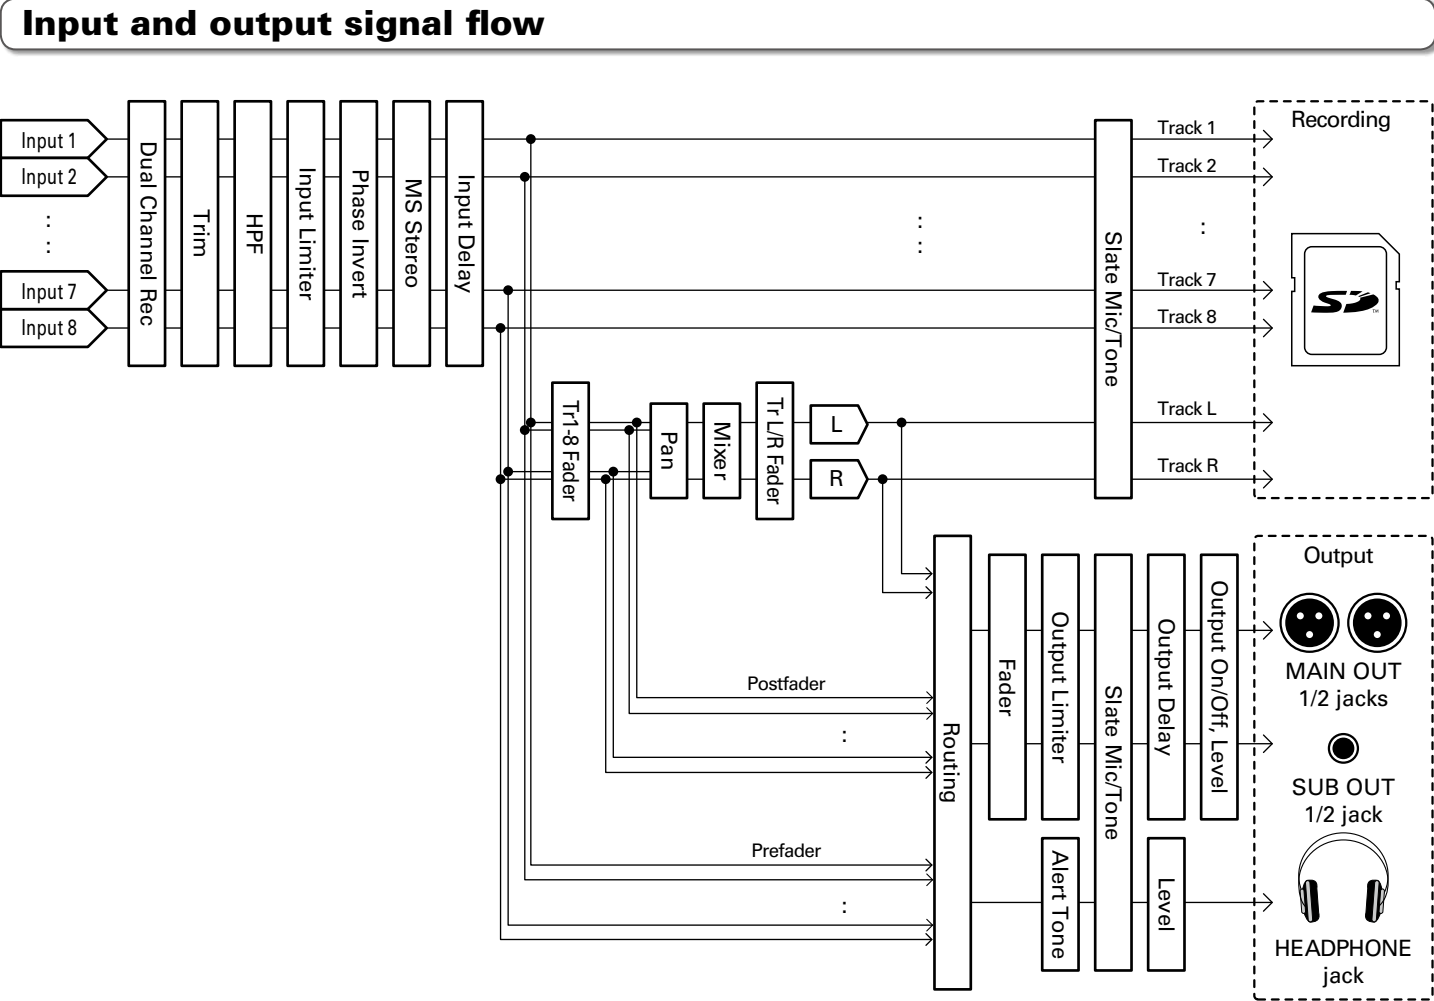 Input and output signal flow
Input 1
Input 2
:
:
Input 7
Input 8
Dual Channel Rec
Trim
HPF
Input Limiter
Phase Invert
MS Stereo
Input Delay
:
:
Slate Mic/Tone
Track 1
Track 2
:
Track 7
Track 8
Track L
Track R
Recording
SD
TM
Tr1-8 Fader
Pan
Mixer
Tr L/R Fader
L
R
Postfader
:
Prefader
:
Routing
Fader
Output Limiter
Alert Tone
Slate Mic/Tone
Output Delay
Level
Output On/Off, Level
Output
MAIN OUT
1/2 jacks
SUB OUT
1/2 jack
HEADPHONE
jack